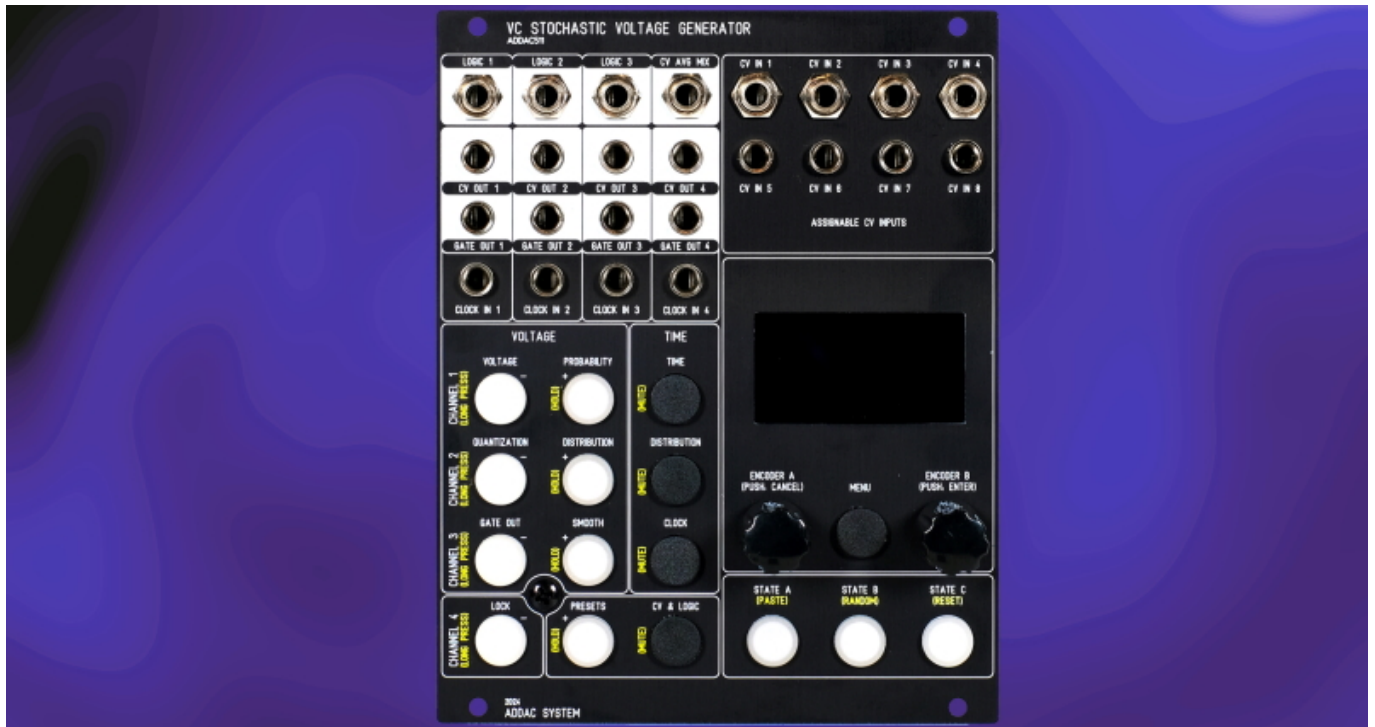 VC STOCHASTIC VOLTAGE GENERATOR
ADDAC511
LOGIC 1 LOGIC 2 LOGIC 3 CV AVG MIX
CV OUT 1 CV OUT 2 CV OUT 3 CV OUT 4
GATE OUT 1 GATE OUT 2 GATE OUT 3 GATE OUT 4
CLOCK IN 1 CLOCK IN 2 CLOCK IN 3 CLOCK IN 4
CV IN 1 CV IN 2 CV IN 3 CV IN 4
CV IN 5 CV IN 6 CV IN 7 CV IN 8
ASSIGNABLE CV INPUTS
VOLTAGE TIME
VOLTAGE PROBABILITY TIME
CHANNEL 1
(LONG PRESS)
- +
(HOLD)
(MUTE)
QUANTIZATION DISTRIBUTION DISTRIBUTION
CHANNEL 2
(LONG PRESS)
- +
(HOLD)
(MUTE)
GATE OUT SMOOTH CLOCK
CHANNEL 3
(LONG PRESS)
- +
(HOLD)
(MUTE)
LOCK PRESETS CV & LOGIC
CHANNEL 4
(LONG PRESS)
- +
(HOLD)
(MUTE)
ENCODER A
(PUSH: CANCEL)
MENU
ENCODER B
(PUSH: ENTER)
STATE A STATE B STATE C
(PASTE) (RANDOM) (RESET)
2024
ADDAC SYSTEM